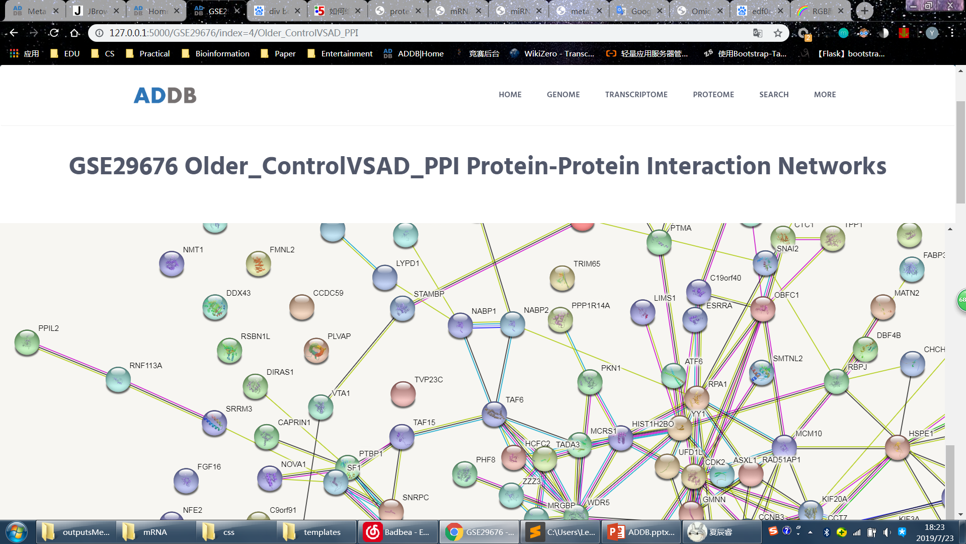 Meta
JBrow
Hom
GSE2
div b
如何
prote
mRN
miRN
meta
Goog
Omic
edf0c
RGB
127.0.0.1:5000/GSE29676/index=4/Older_ControlVSAD_PPI
应用 EDU CS Practical Bioinformation Paper Entertainment ADDB|Home 竞赛后台 WikiZero - Transc... 轻量应用服务器管... 使用Bootstrap-Ta... 【Flask】bootstra...
ADDB
HOME GENOME TRANSCRIPTOME PROTEOME SEARCH MORE
GSE29676 Older_ControlVSAD_PPI Protein-Protein Interaction Networks
PTMA
CTC1
TPP1
NMT1
FMNL2
SNAI2
LYPD1
TRIM65
FABP3
C19orf40
DDX43
CCDC59
STAMBP
LIMS1
OBFC1
MATN2
NABP1
NABP2
PPP1R14A
ESRRA
PPIL2
RSBN1L
PLVAP
DBF4B
CHCH
RNF113A
DIRAS1
PKN1
ATF6
SMTNL2
RBPJ
TVP23C
RPA1
VTA1
SRRM3
TAF6
YY1
CAPRIN1
TAF15
MCRS1
HIST1H2BO
MCM10
HSPE1
HCFC2
TADA3
PTBP1
UFD1L
CDK2
ASXL1
RAD51AP1
FGF16
NOVA1
SF1
PHF8
ZZZ3
GMNN
KIF20A
SNRPC
MRGBP
WDR5
NFE2
C9orf91
CCNB3
CCT7
outputsMe...
mRNA
css
templates
Badbea - E...
GSE29676 -...
C:\Users\Le...
ADDB.pptx...
夏辰睿
18:23
2019/7/23